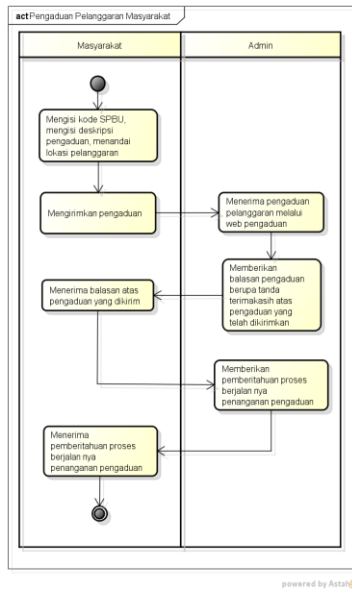 act Pengaduan Pelanggaran Masyarakat
Masyarakat
Admin
Mengisi kode SPBU,
mengisi deskripsi
pengaduan, menandai
lokasi pelanggaran
Mengirimkan pengaduan
Menerima pengaduan
pelanggaran melalui
web pengaduan
Memberikan
balasan pengaduan
berupa tanda
terimakasih atas
pengaduan yang
telah dikirimkan
Menerima balasan atas
pengaduan yang dikirim
Memberikan
pemberitahuan proses
berjalan nya
penanganan pengaduan
Menerima
pemberitahuan proses
berjalan nya
penanganan pengaduan
powered by Astah